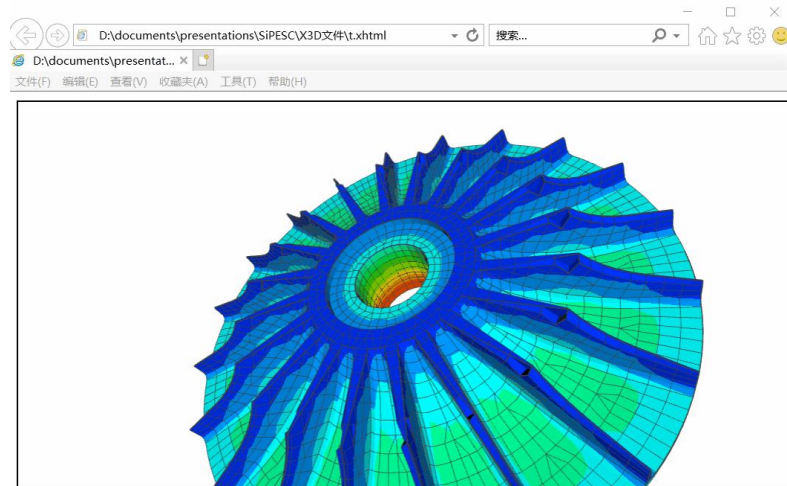 D:\documents\presentations\SiPESC\X3D文件\t.xhtml
搜索...
D:\documents\presentat...
文件(F) 编辑(E) 查看(V) 收藏夹(A) 工具(T) 帮助(H)